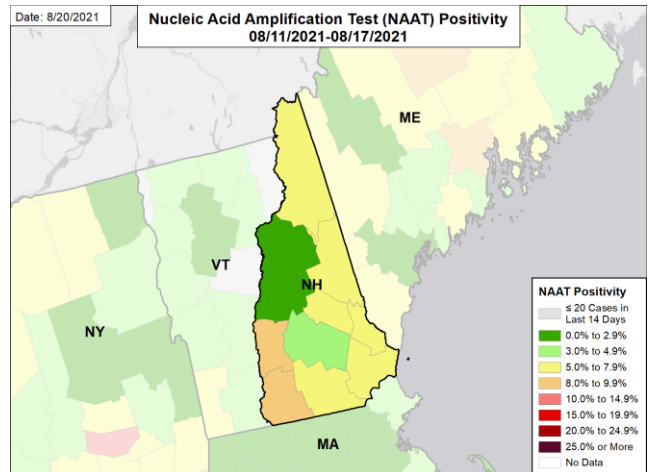 Date: 8/20/2021
Nucleic Acid Amplification Test (NAAT) Positivity
08/11/2021-08/17/2021
ME
VT
NH
NY
MA
NAAT Positivity
≤ 20 Cases in
Last 14 Days
0.0% to 2.9%
3.0% to 4.9%
5.0% to 7.9%
8.0% to 9.9%
10.0% to 14.9%
15.0% to 19.9%
20.0% to 24.9%
25.0% or More
No Data